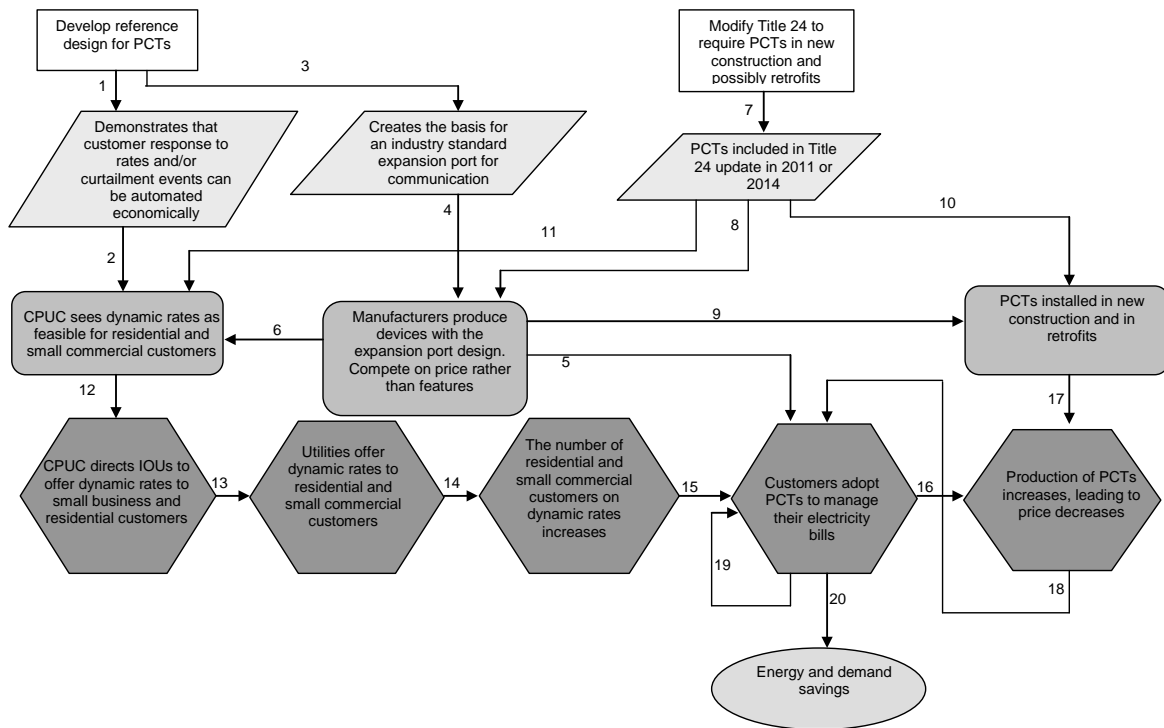 Develop reference
design for PCTs
Modify Title 24 to
require PCTs in new
construction and
possibly retrofits
1
3
7
Demonstrates that
customer response to
rates and/or
curtailment events can
be automated
economically
Creates the basis for
an industry standard
expansion port for
communication
PCTs included in Title
24 update in 2011 or
2014
2
4
11
8
10
CPUC sees dynamic rates as
feasible for residential and
small commercial customers
6
Manufacturers produce
devices with the
expansion port design.
Compete on price rather
than features
9
5
PCTs installed in new
construction and in
retrofits
12
17
CPUC directs IOUs to
offer dynamic rates to
small business and
residential customers
13
Utilities offer
dynamic rates to
residential and
small commercial
customers
14
The number of
residential and
small commercial
customers on
dynamic rates
increases
15
Customers adopt
PCTs to manage
their electricity
bills
16
Production of PCTs
increases, leading to
price decreases
19
20
18
Energy and demand
savings